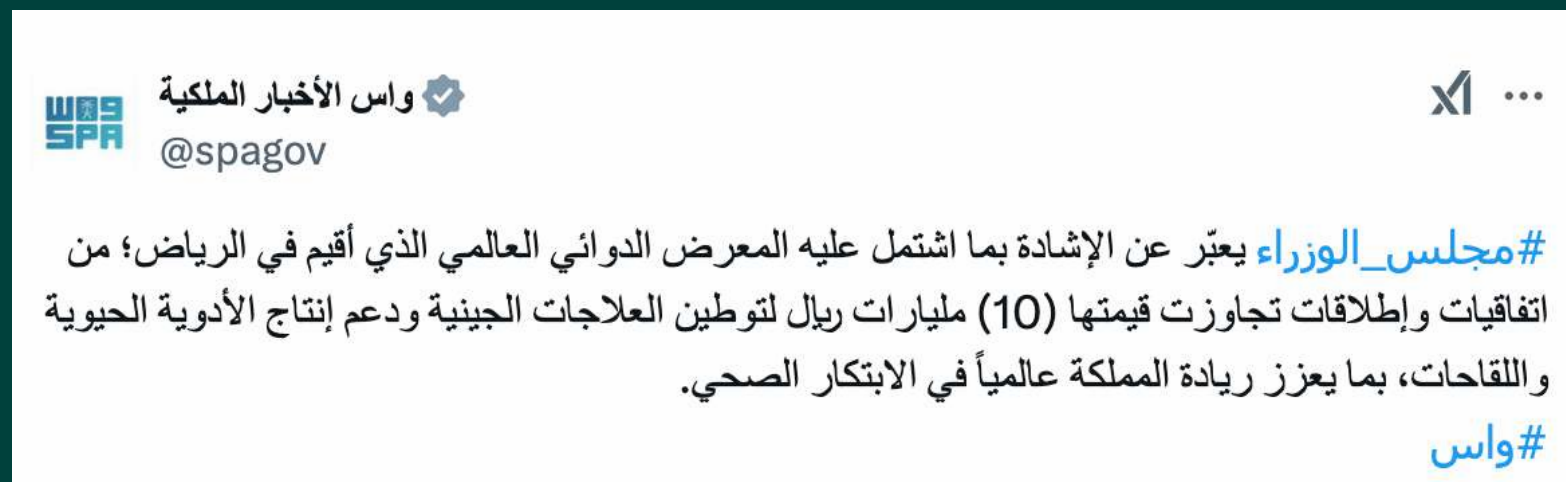 واس الأخبار الملكية
@spagov
واس
SPA
#مجلس_الوزراء يعبّر عن الإشادة بما اشتمل عليه المعرض الدوائي العالمي الذي أقيم في الرياض؛ من
اتفاقيات وإطلاقات تجاوزت قيمتها (10) مليارات ريال لتوطين العلاجات الجينية ودعم إنتاج الأدوية الحيوية
واللقاحات، بما يعزز ريادة المملكة عالمياً في الابتكار الصحي.
#واس